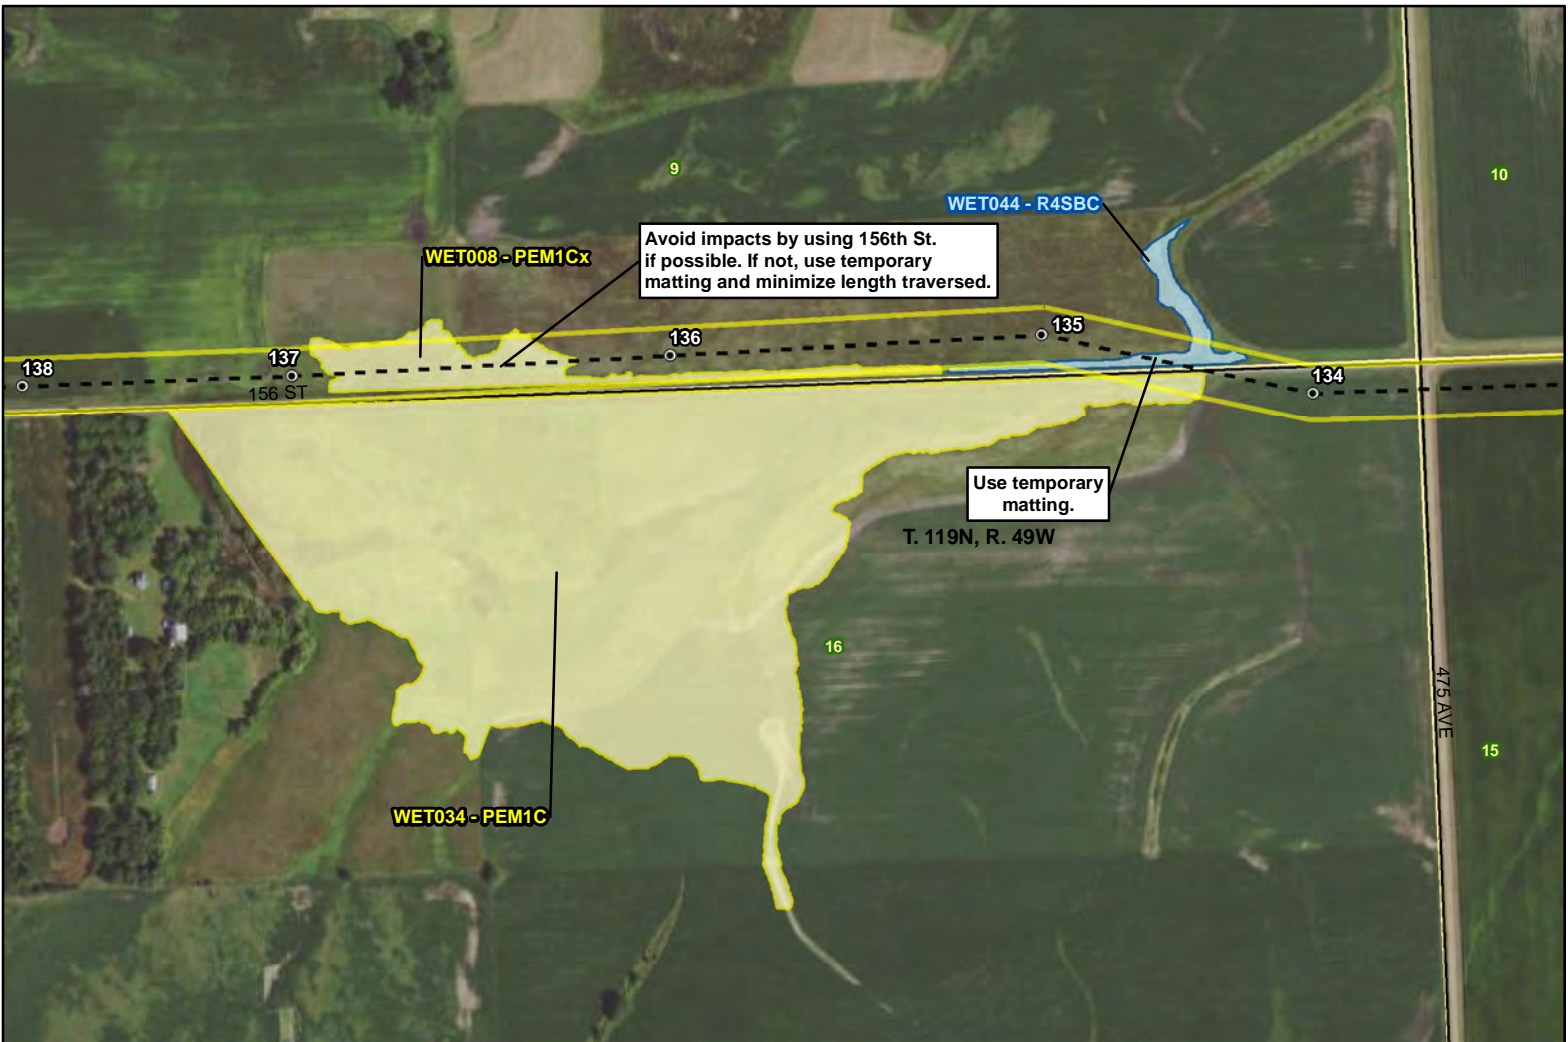 9
10
WET044 - R4SBC
Avoid impacts by using 156th St.
if possible. If not, use temporary
matting and minimize length traversed.
WET008 - PEM1Cx
135
136
137
138
134
156 ST
Use temporary
matting.
T. 119N, R. 49W
16
475 AVE
15
WET034 - PEM1C